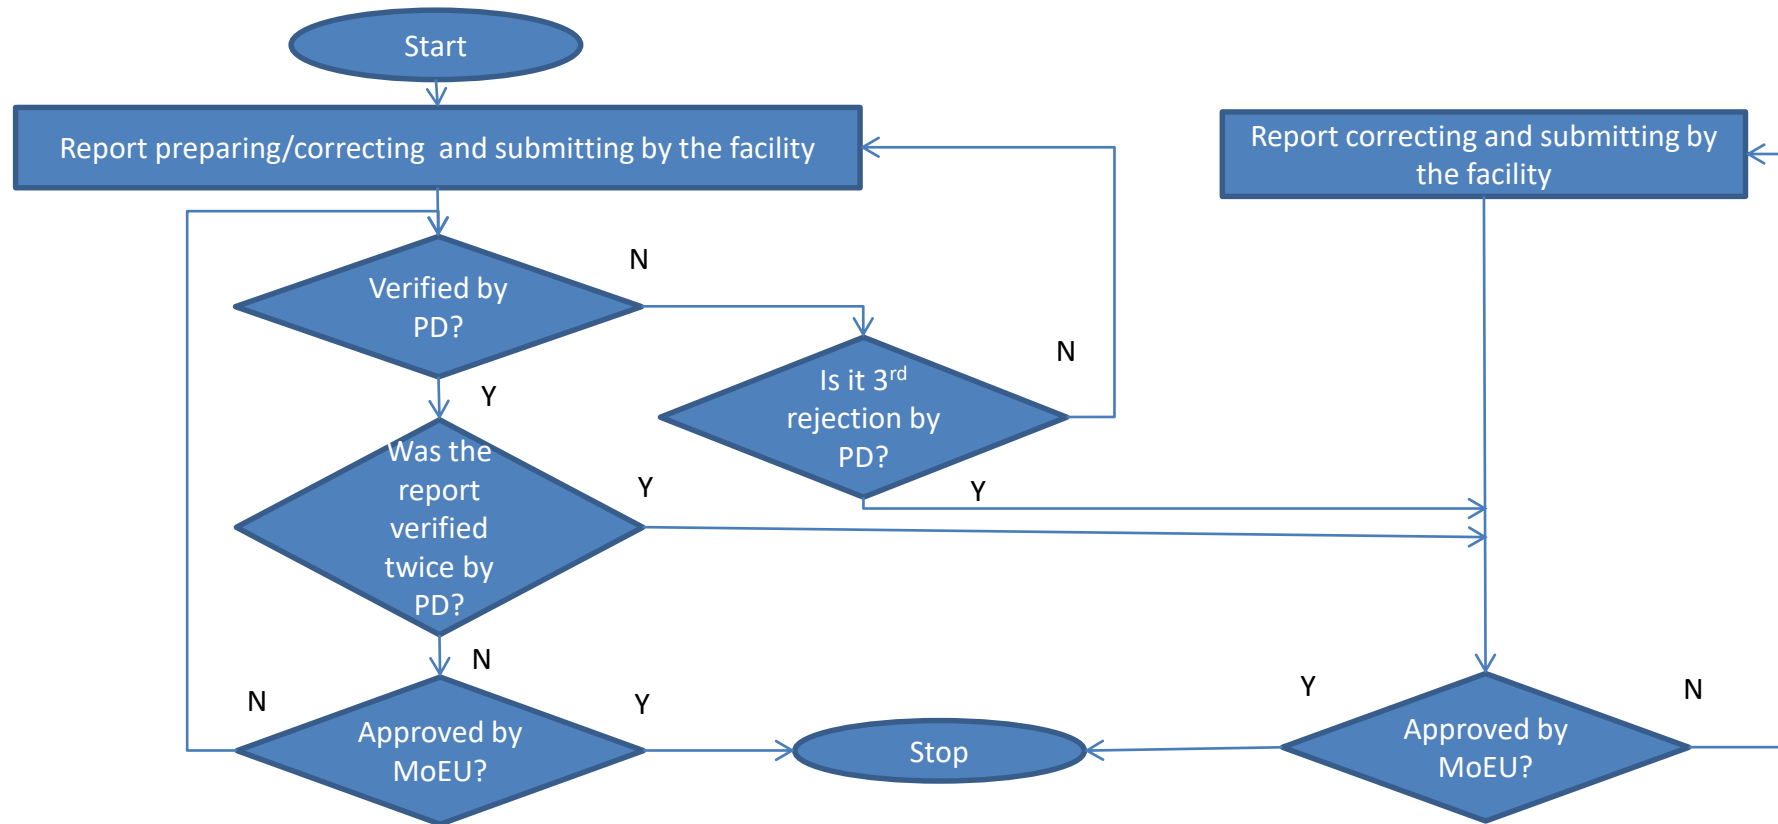 Start
Report preparing/correcting  and submitting by the facility
Report correcting and submitting by
the facility
N
Verified by
PD?
N
Is it 3rd
rejection by
PD?
Y
Was the
report
verified
twice by
PD?
Y
Y
N
N
Y
Approved by
MoEU?
Stop
Y
N
Approved by
MoEU?